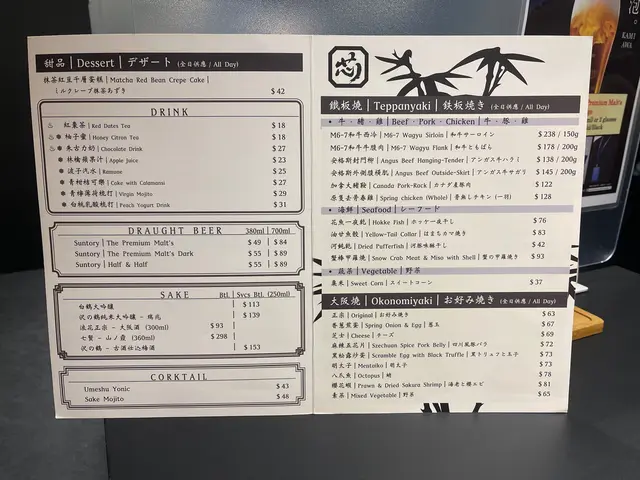 甜品 | Dessert | デザート (全日供應 / All Day)
抹茶紅豆千層蛋糕 | Matcha Red Bean Crepe Cake |
ミルクレープ抹茶あずき $ 42
DRINK
紅棗茶 | Red Dates Tea $ 18
柚子蜜 | Honey Citron Tea $ 18
朱古力奶 | Chocolate Drink $ 27
林檎蘋果汁 | Apple juice $ 23
波子汽水 | Ramune $ 25
青柑桔可樂 | Coke with Calamansi $ 27
青檸薄荷梳打 | Virgin Mojito $ 29
白桃乳酸梳打 | Peach Yogurt Drink $ 31
DRAUGHT BEER 380ml | 700ml
Suntory | The Premium Malt's $ 49 | $ 84
Suntory | The Premium Malt's Dark $ 55 | $ 89
Suntory | Half & Half $ 55 | $ 89
SAKE Btl. | Svcs Btl. (250ml)
白鶴大吟釀 | $ 113
沢の鶴純米大吟釀 - 瑞兆 | $ 139
浪花正宗 - 大阪酒 (300ml) $ 93 |
七賢 - 山ノ霞 (360ml) $ 298 |
沢の鶴 - 古酒仕込梅酒 | $ 153
CORKTAIL
Umeshu Yonic $ 43
Sake Mojito $ 48
芯
鐵板燒 | Teppanyaki | 鉄板焼き (全日供應 / All Day)
• 牛・豬・雞 | Beef・Pork・Chicken | 牛・豚・鶏
M6-7和牛西冷 | M6-7 Wagyu Sirloin | 和牛サーロイン $ 238 / 150g
M6-7和牛牛腩肉 | M6-7 Wagyu Flank | 和牛ともばら $ 178 / 200g
安格斯封門柳 | Angus Beef Hanging-Tender | アンガスキハラミ $ 138 / 200g
安格斯外側腹橫肌 | Angus Beef Outside-Skirt | アンガスサガリ $ 145 / 200g
加拿大豬鞍 | Canada Pork-Rack | カナダ産豚肉 $ 122
原隻去骨春雞 | Spring chicken (Whole) | 骨無しチキン (一羽) $ 128
• 海鮮 | Seafood | シーフード
花魚一夜乾 | Hokke Fish | ホッケ一夜干し $ 76
油甘魚鮫 | Yellow-Tail Collar | はまちカマ焼き $ 83
河魨乾 | Dried Pufferfish | 河豚味醂干し $ 42
蟹棒甲羅燒 | Snow Crab Meat & Miso with Shell | 蟹の甲羅焼き $ 93
• 蔬菜 | Vegetable | 野菜
粟米 | Sweet Corn | スイートコーン $ 37
大阪燒 | Okonomiyaki | お好み焼き (全日供應 / All Day)
正宗 | Original | お好み焼き $ 63
香葱煎蛋 | Spring Onion & Egg | 葱玉 $ 67
芝士 | Cheese | チーズ $ 69
麻辣五花片 | Szechuan Spice Pork Belly | 四川風豚バラ $ 72
黑松露炒蛋 | Scramble Egg with Black Truffle | 黒トリュフと玉子 $ 73
明太子 | Mentaiko | 明太子 $ 73
八爪魚 | Octopus | 蛸 $ 78
櫻花蝦 | Prawn & Dried Sakura Shrimp | 海老と櫻エビ $ 81
素菜 | Mixed Vegetable | 野菜 $ 65
KAMI
AWA
Premium Malt's